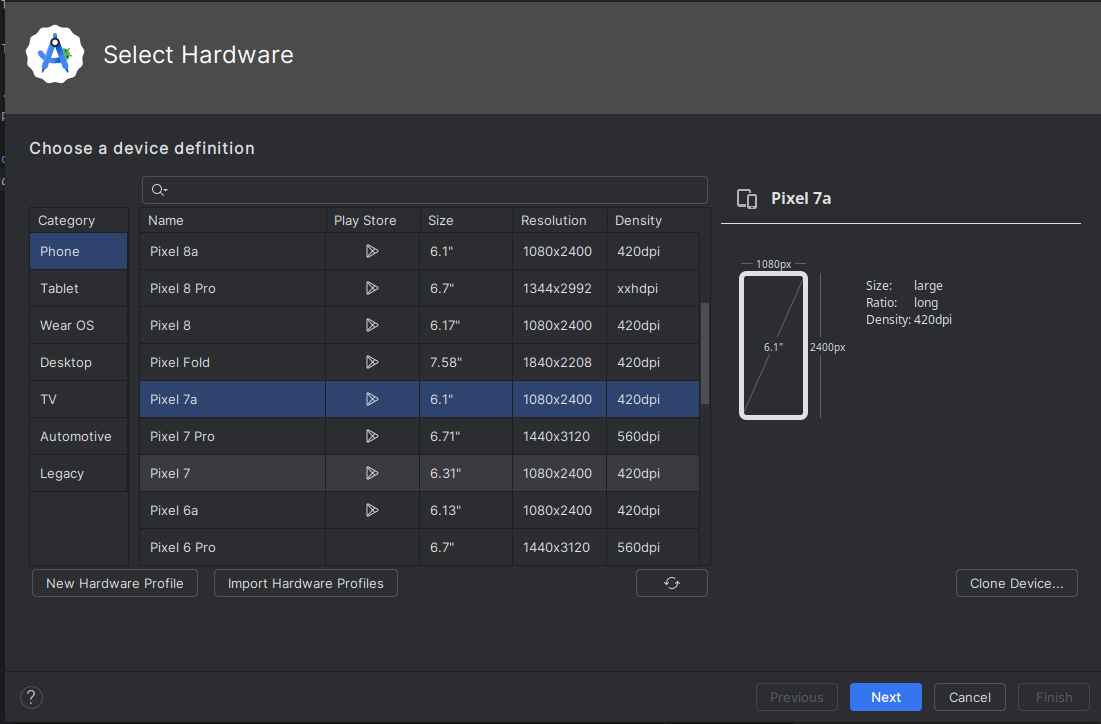 Select Hardware
Choose a device definition
Category Name Play Store Size Resolution Density
Phone Pixel 8a 6.1" 1080x2400 420dpi
Tablet Pixel 8 Pro 6.7" 1344x2992 xxhdpi
Wear OS Pixel 8 6.17" 1080x2400 420dpi
Desktop Pixel Fold 7.58" 1840x2208 420dpi
TV Pixel 7a 6.1" 1080x2400 420dpi
Automotive Pixel 7 Pro 6.71" 1440x3120 560dpi
Legacy Pixel 7 6.31" 1080x2400 420dpi
Pixel 6a 6.13" 1080x2400 420dpi
Pixel 6 Pro 6.7" 1440x3120 560dpi
Pixel 7a
1080px
6.1"
2400px
Size: large
Ratio: long
Density: 420dpi
New Hardware Profile Import Hardware Profiles Clone Device...
? Previous Next Cancel Finish